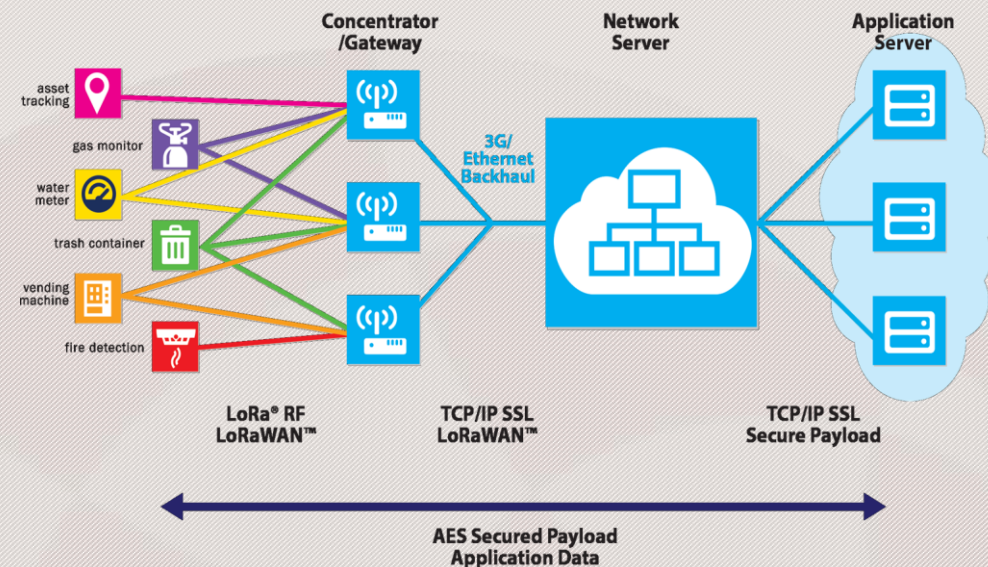 Concentrator
/Gateway
Network
Server
Application
Server
asset
tracking
gas monitor
water
meter
trash container
vending
machine
fire detection
3G/
Ethernet
Backhaul
LoRa® RF
LoRaWAN™
TCP/IP SSL
LoRaWAN™
TCP/IP SSL
Secure Payload
AES Secured Payload
Application Data